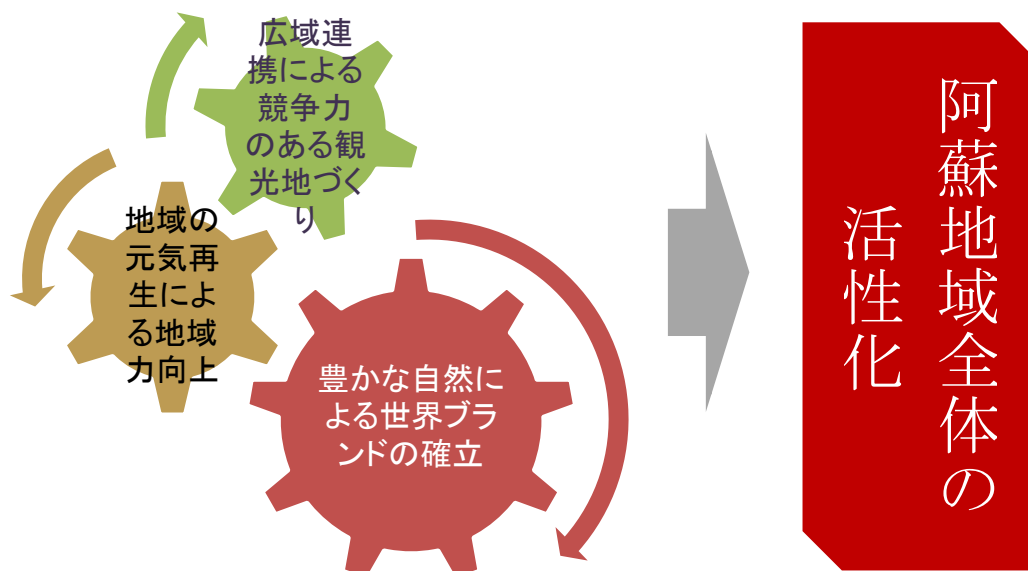 広域連
携による
競争力
のある観
光地づく
り
地域の
元気再
生によ
る地域
力向上
豊かな自然に
よる世界ブラ
ンドの確立
阿蘇地域全体の
活性化